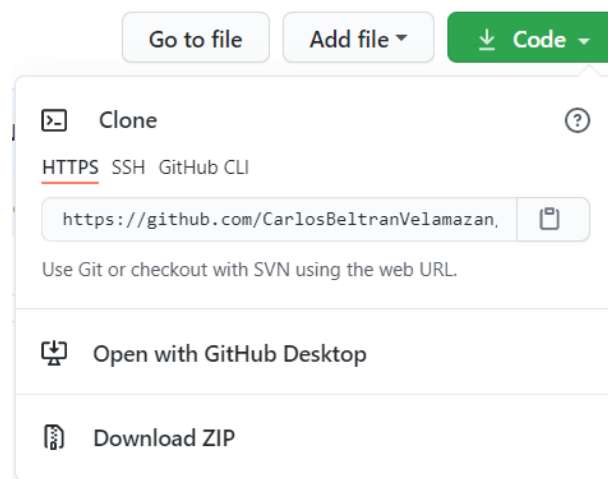 Go to file Add file Code
Clone
HTTPS SSH GitHub CLI
https://github.com/CarlosBeltranVelamazan,
Use Git or checkout with SVN using the web URL.
Open with GitHub Desktop
Download ZIP